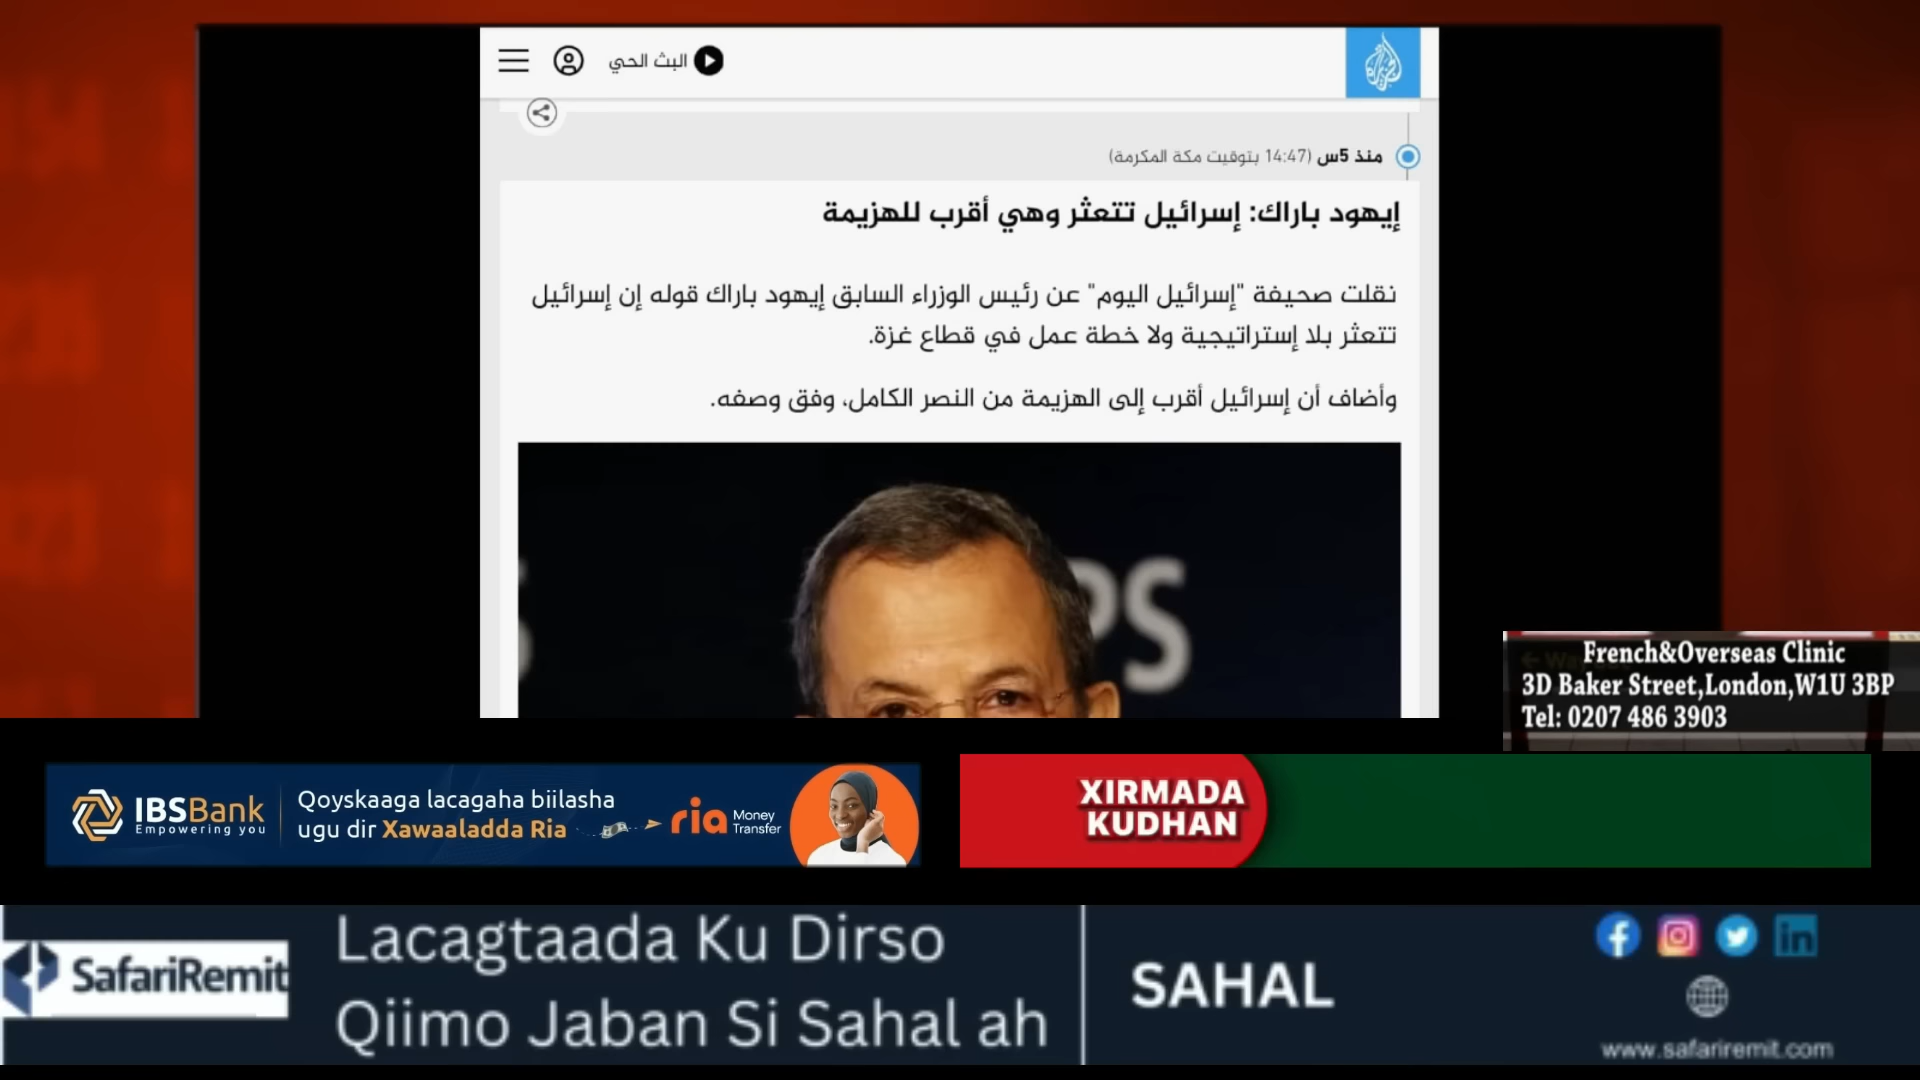 البث الحي
منذ 5س (14:47 بتوقيت مكة المكرمة)
إيهود باراك: إسرائيل تتعثر وهي أقرب للهزيمة
نقلت صحيفة "إسرائيل اليوم" عن رئيس الوزراء السابق إيهود باراك قوله إن إسرائيل
تتعثر بلا إستراتيجية ولا خطة عمل في قطاع غزة.
وأضاف أن إسرائيل أقرب إلى الهزيمة من النصر الكامل، وفق وصفه.
PS
French&Overseas Clinic
3D Baker Street,London,W1U 3BP
Tel: 0207 486 3903
IBSBank
Empowering you
Qoyskaaga lacagaha biilasha
ugu dir Xawaaladda Ria
ria Money
Transfer
XIRMADA
KUDHAN
SafariRemit
Lacagtaada Ku Dirso
Qiimo Jaban Si Sahal ah
SAHAL
www.safariremit.com